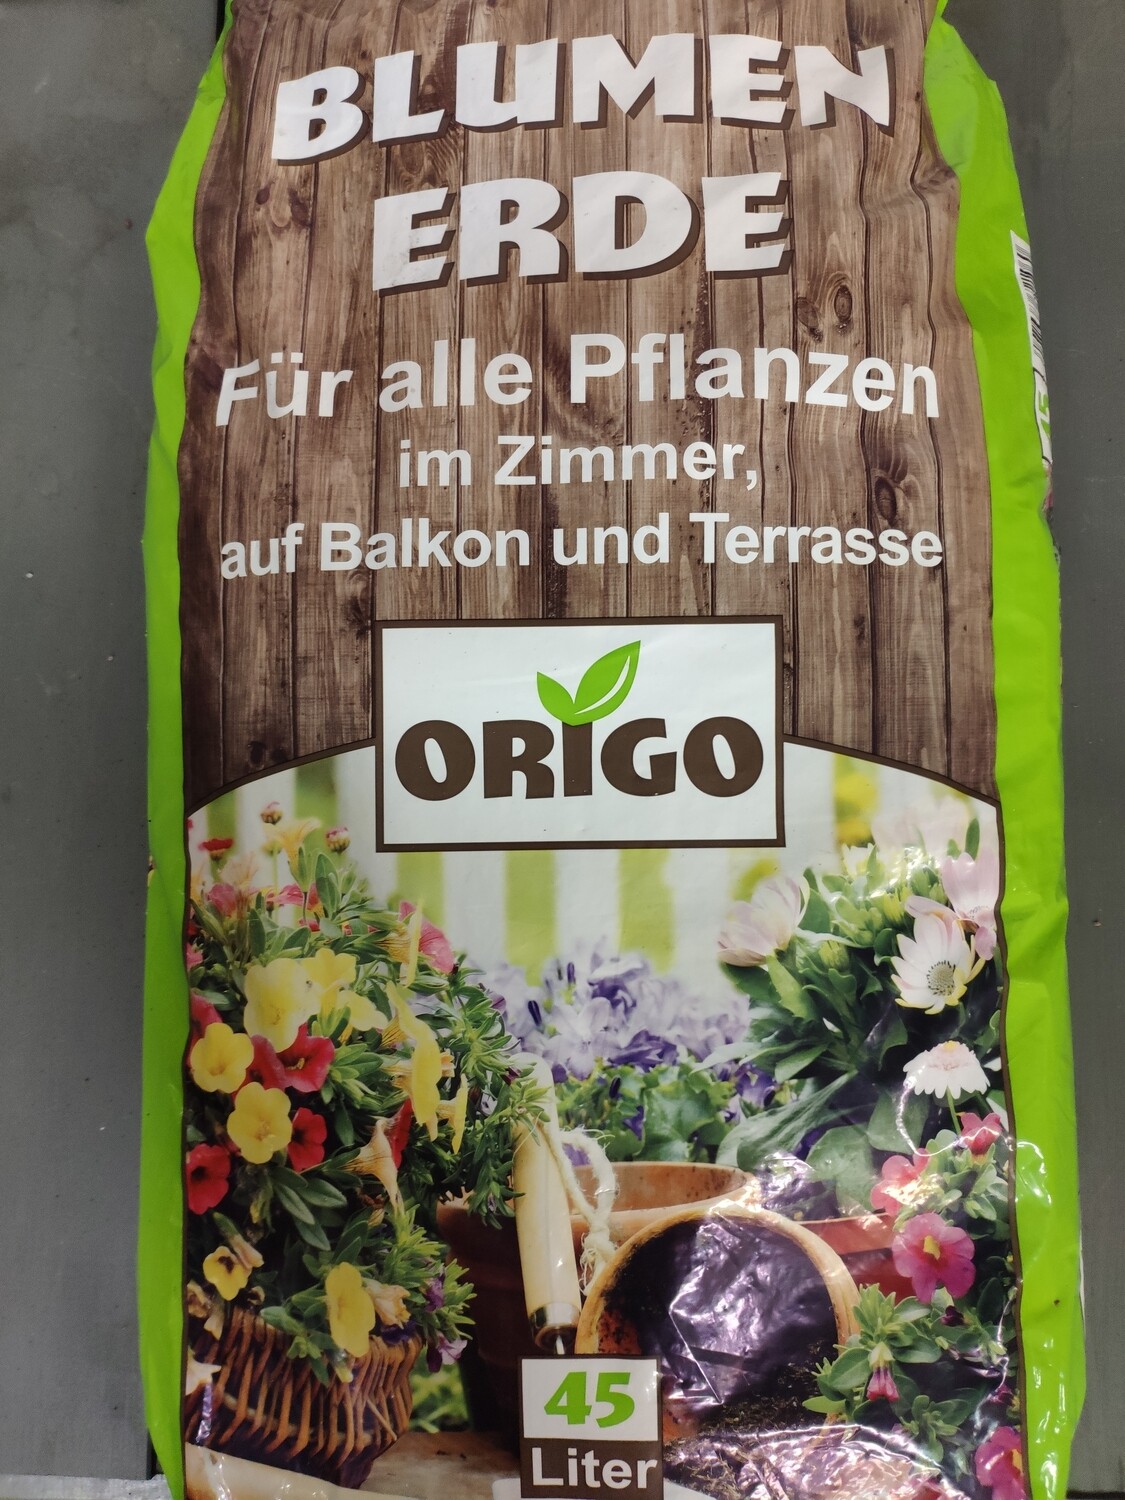 BLUMEN
ERDE
Für alle Pflanzen
im Zimmer,
auf Balkon und Terrasse
ORIGO
45
Liter